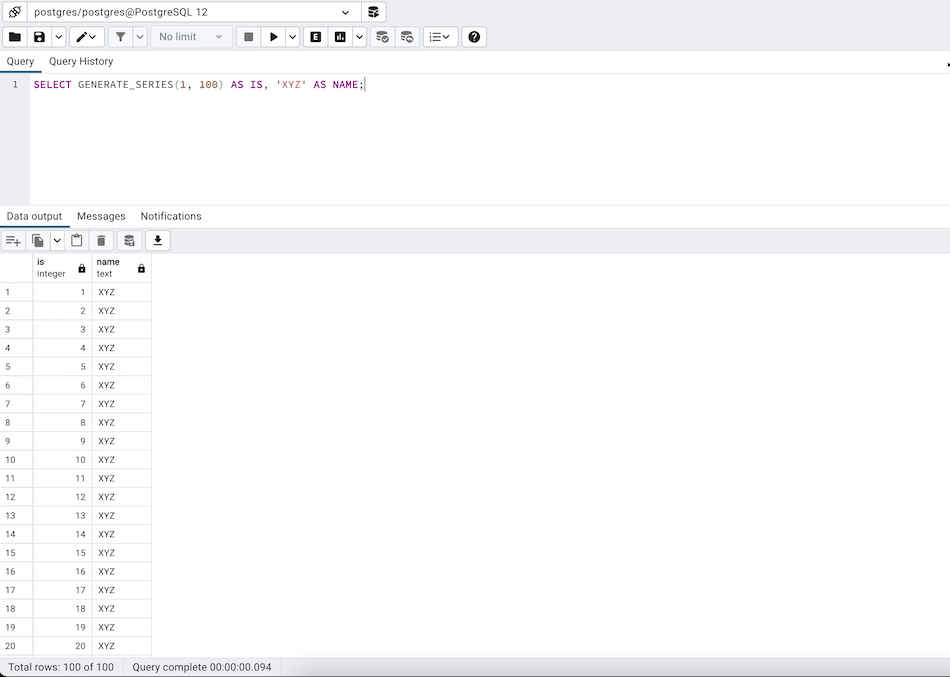 postgres/postgres@PostgreSQL 12
No limit
E
Query Query History
1 SELECT GENERATE_SERIES(1, 100) AS IS, 'XYZ' AS NAME;
Data output Messages Notifications
is name
integer text
1 1 XYZ
2 2 XYZ
3 3 XYZ
4 4 XYZ
5 5 XYZ
6 6 XYZ
7 7 XYZ
8 8 XYZ
9 9 XYZ
10 10 XYZ
11 11 XYZ
12 12 XYZ
13 13 XYZ
14 14 XYZ
15 15 XYZ
16 16 XYZ
17 17 XYZ
18 18 XYZ
19 19 XYZ
20 20 XYZ
Total rows: 100 of 100 Query complete 00:00:00.094